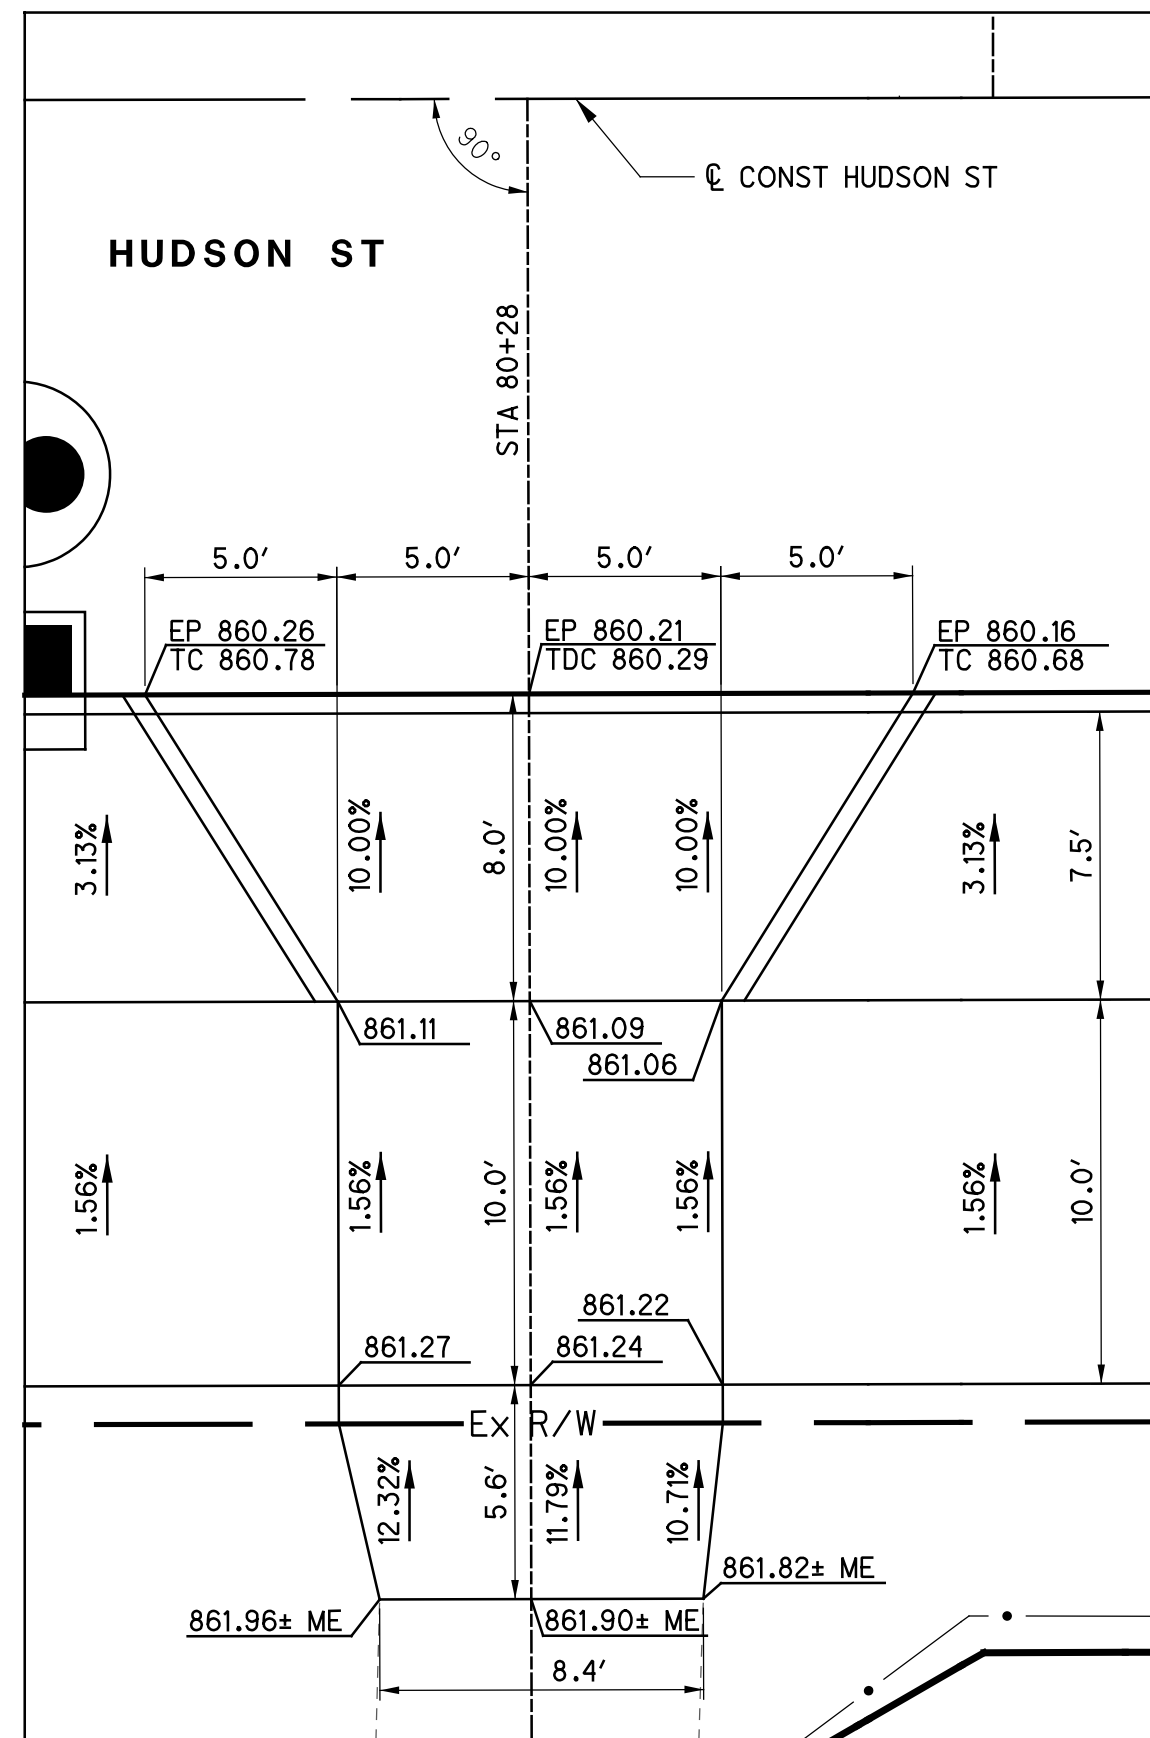 90°
℄ CONST HUDSON ST
HUDSON ST
STA 80+28
5.0′
5.0′
5.0′
5.0′
EP 860.26
TC 860.78
EP 860.21
TDC 860.29
EP 860.16
TC 860.68
3.13%
10.00%
8.0′
10.00%
10.00%
3.13%
7.5′
861.11
861.09
861.06
1.56%
1.56%
10.0′
1.56%
1.56%
1.56%
10.0′
861.22
861.27
861.24
Ex R/W
12.32%
5.6′
11.79%
10.71%
861.82± ME
861.96± ME
861.90± ME
8.4′